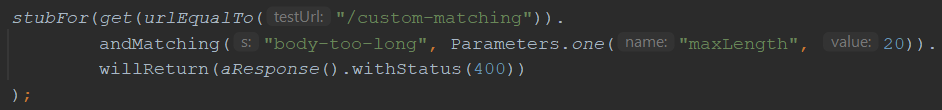 stubFor(get(urlEqualTo( testUrl: "/custom-matching")).
andMatching( s: "body-too-long", Parameters.one( name: "maxLength", value: 20)).
willReturn(aResponse().withStatus(400))
);